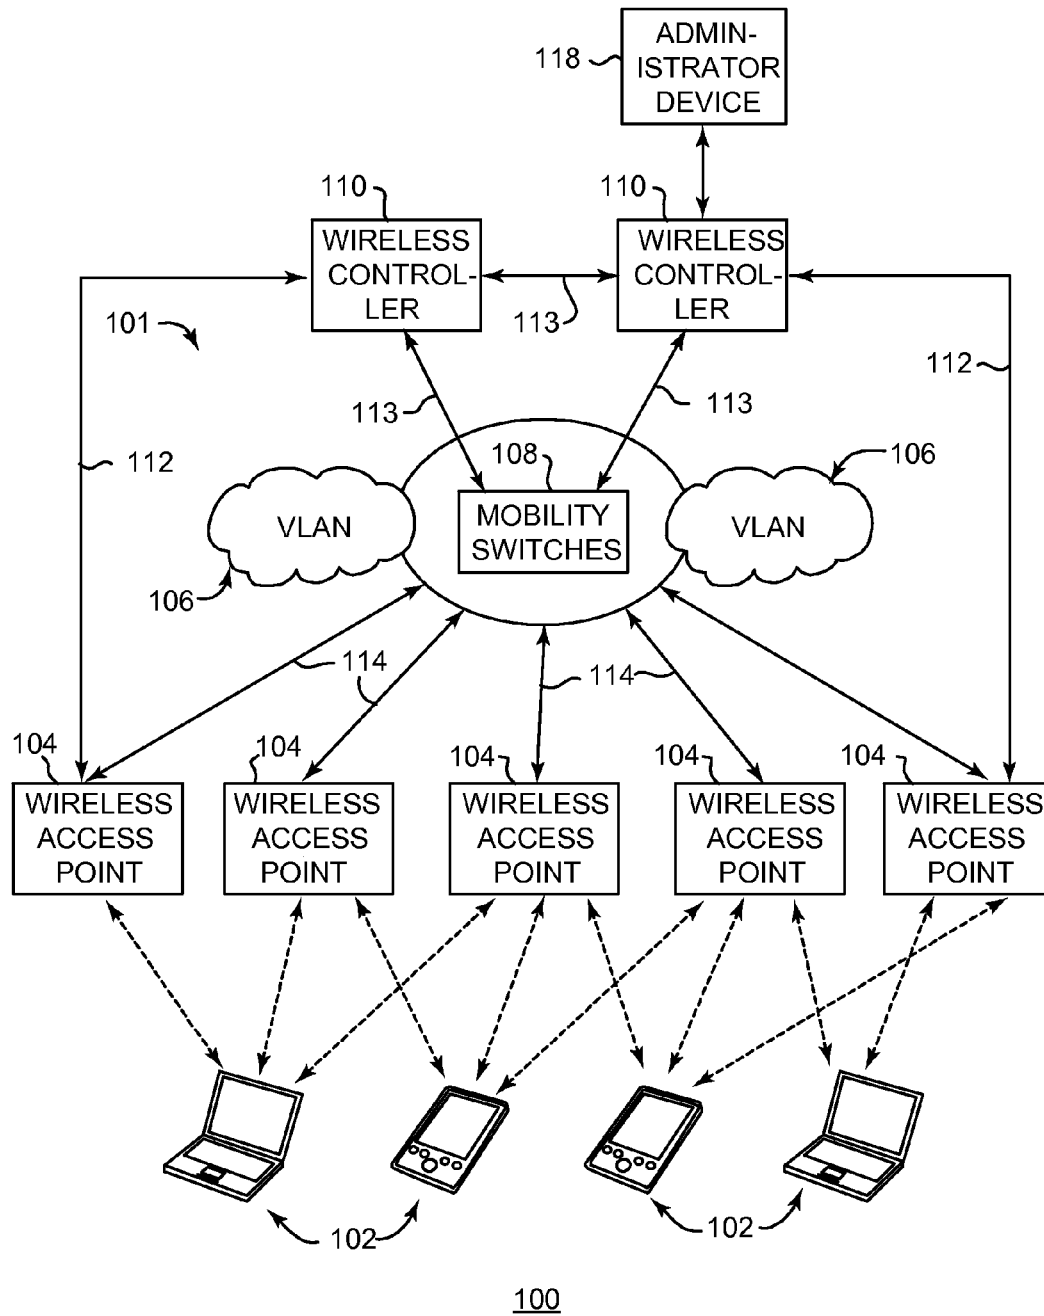 118
ADMIN-
ISTRATOR
DEVICE
110
110
WIRELESS
CONTROL-
LER
WIRELESS
CONTROL-
LER
113
101
112
113
113
108
106
112
VLAN
MOBILITY
SWITCHES
VLAN
106
114
114
104
104
104
104
104
WIRELESS
ACCESS
POINT
WIRELESS
ACCESS
POINT
WIRELESS
ACCESS
POINT
WIRELESS
ACCESS
POINT
WIRELESS
ACCESS
POINT
102
102
100